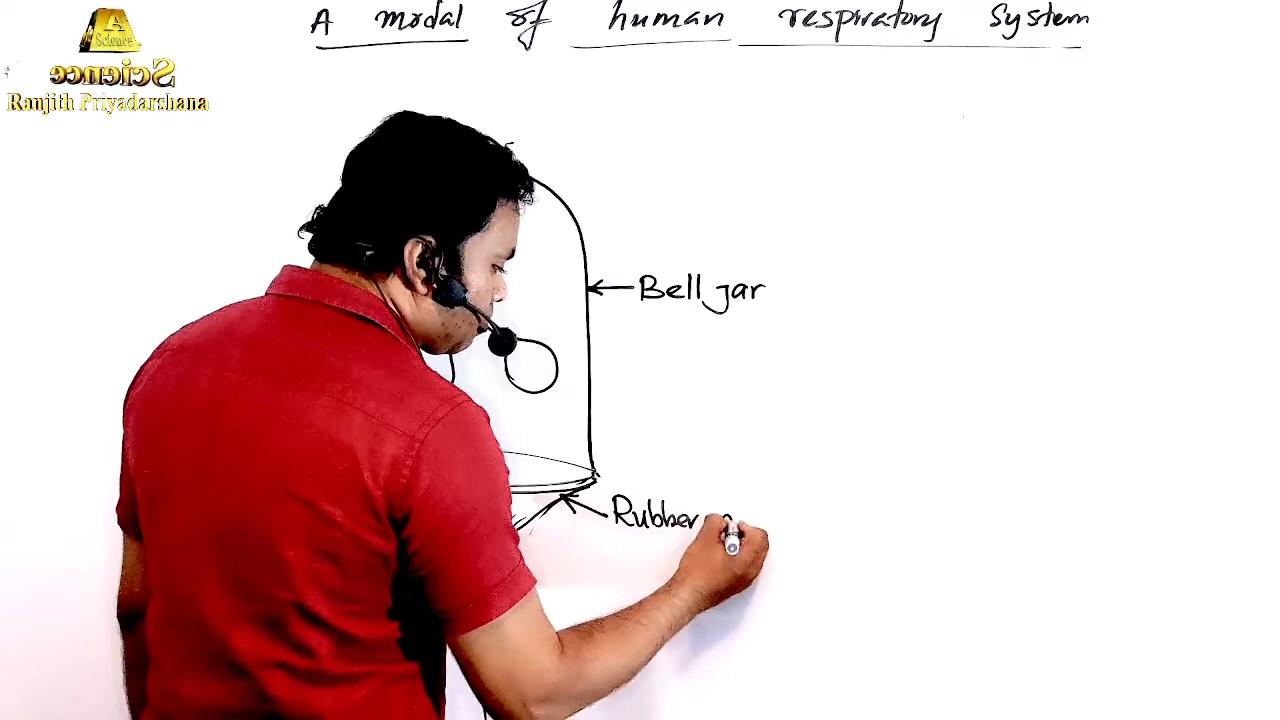 A modal of human respiratory system
A
Science
Science
Ranjith Priyadarshana
Bell jar
Rubber